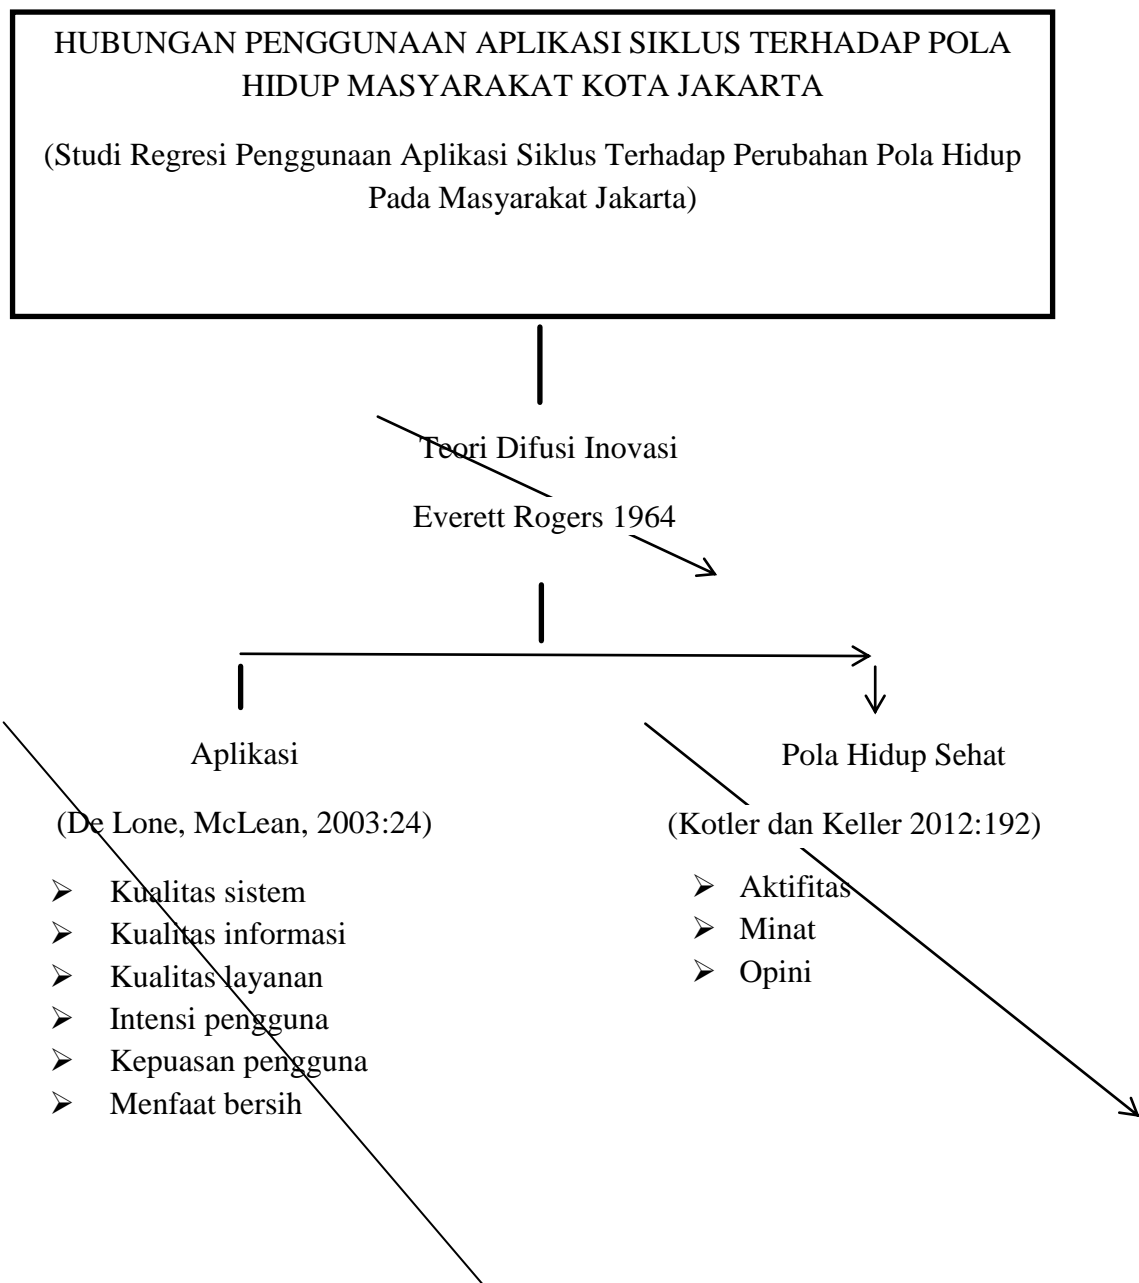 HUBUNGAN PENGGUNAAN APLIKASI SIKLUS TERHADAP POLA
HIDUP MASYARAKAT KOTA JAKARTA
(Studi Regresi Penggunaan Aplikasi Siklus Terhadap Perubahan Pola Hidup
Pada Masyarakat Jakarta)
Teori Difusi Inovasi
Everett Rogers 1964
Aplikasi
(De Lone, McLean, 2003:24)
➢ Kualitas sistem
➢ Kualitas informasi
➢ Kualitas layanan
➢ Intensi pengguna
➢ Kepuasan pengguna
➢ Menfaat bersih
Pola Hidup Sehat
(Kotler dan Keller 2012:192)
➢ Aktifitas
➢ Minat
➢ Opini